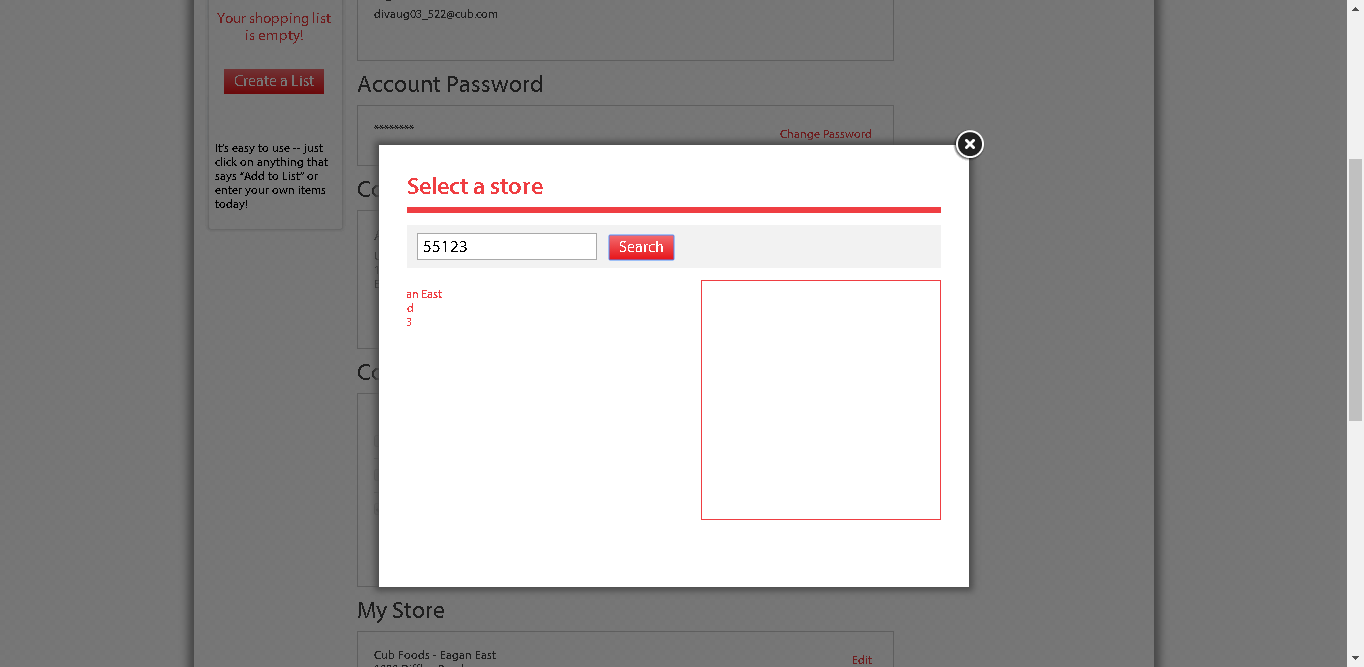 Your shopping list
is empty!
Create a List
It's easy to use -- just
click on anything that
says “Add to List” or
enter your own items
today!
divaug03_522@cub.com
Account Password
********
Change Password
Select a store
55123
Search
an East
d
3
My Store
Cub Foods - Eagan East
Edit